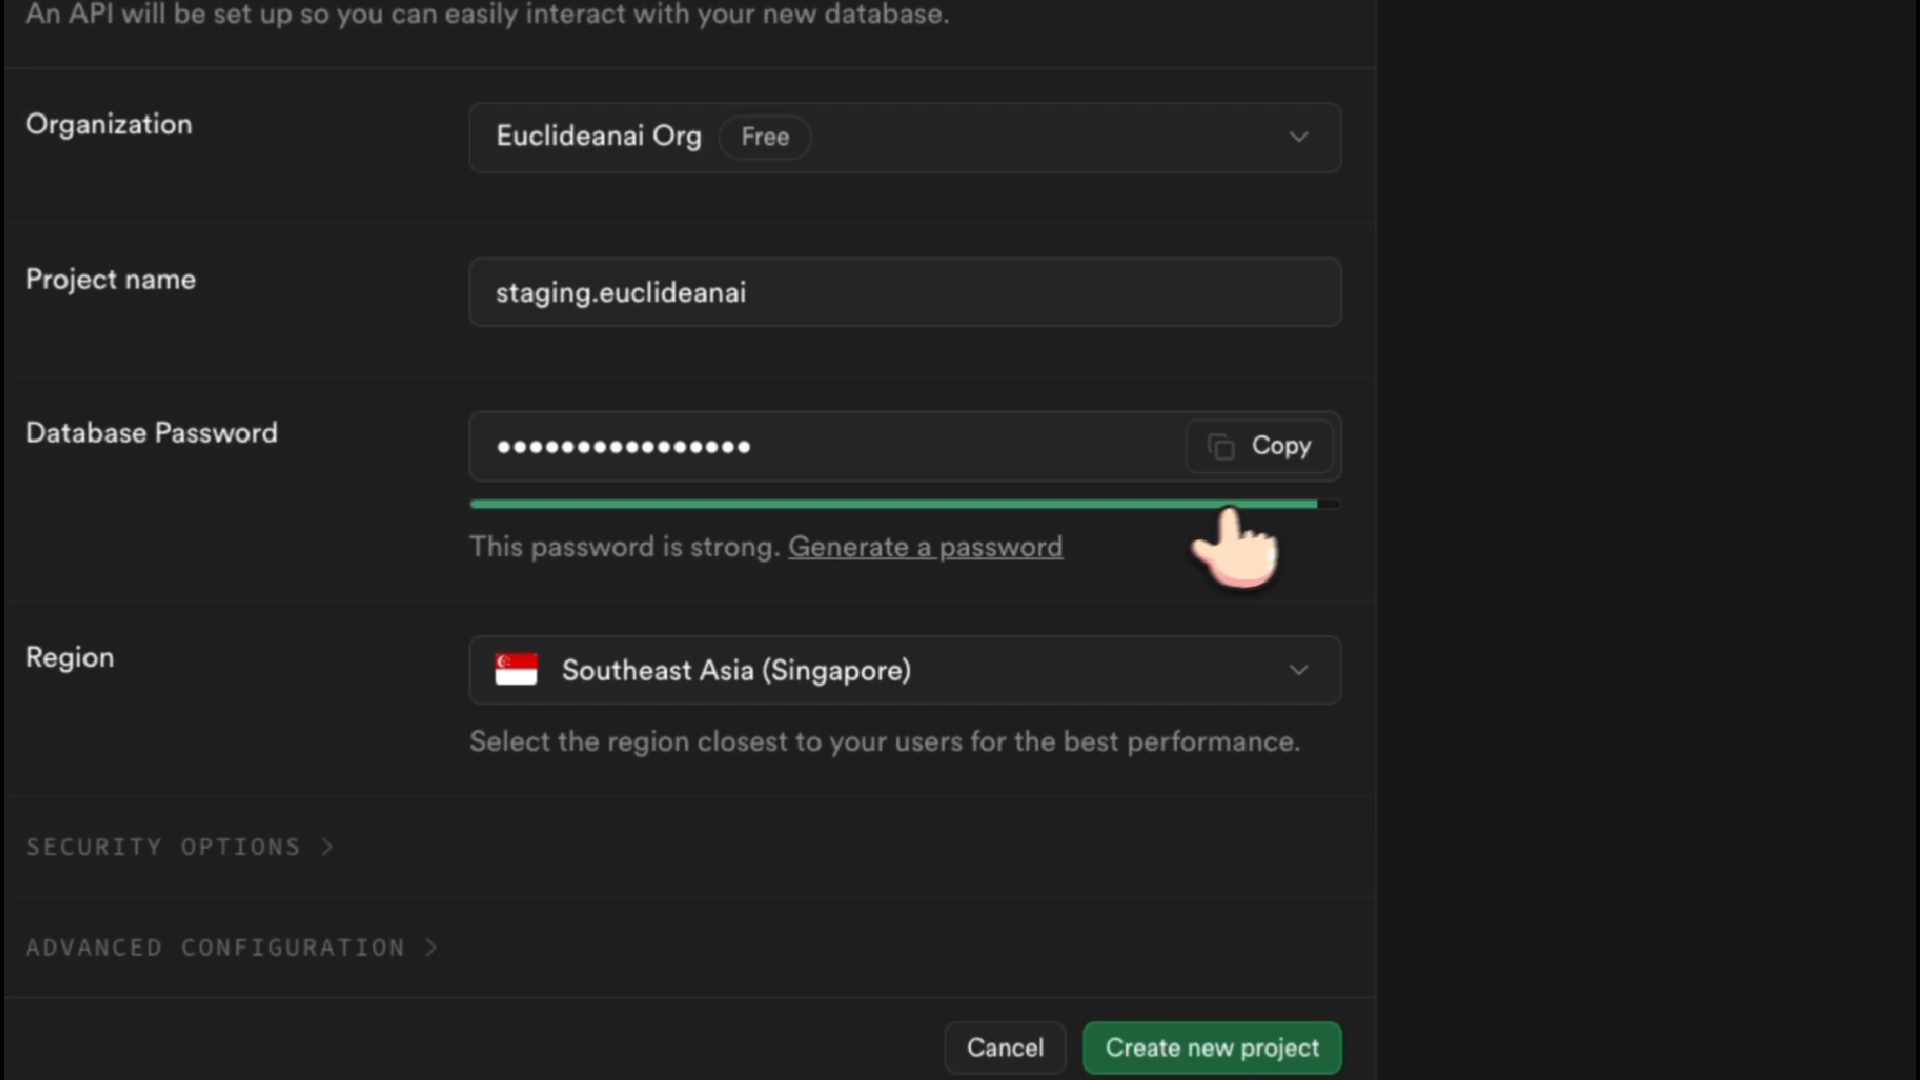 An API will be set up so you can easily interact with your new database.
Organization
Euclideanai Org Free
Project name
staging.euclideanai
Database Password
●●●●●●●●●●●●●●●● Copy
This password is strong. Generate a password
Region
Southeast Asia (Singapore)
Select the region closest to your users for the best performance.
SECURITY OPTIONS >
ADVANCED CONFIGURATION >
Cancel Create new project